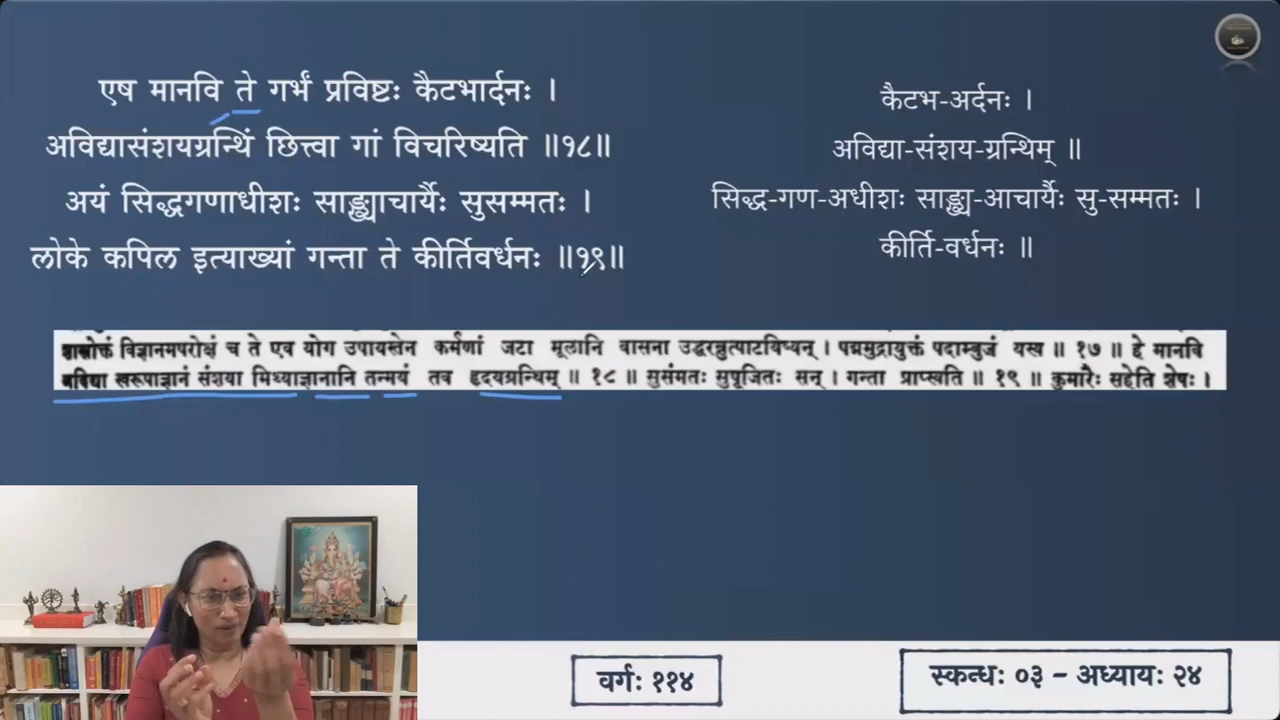 एष मानवि ते गर्भं प्रविष्टः कैटभार्दनः ।
अविद्यासंशयग्रन्थिं छित्त्वा गां विचरिष्यति ॥१८॥
अयं सिद्धगणाधीशः साङ्ख्याचार्यैः सुसम्मतः ।
लोके कपिल इत्याख्यां गन्ता ते कीर्तिवर्धनः ॥१९॥
कैटभ-अर्दनः ।
अविद्या-संशय-ग्रन्थिम् ॥
सिद्ध-गण-अधीशः साङ्ख्य-आचार्यैः सु-सम्मतः ।
कीर्ति-वर्धनः ॥
शास्त्रोक्तं विज्ञानमपरोक्षं च ते एव योग उपायस्तेन कर्मणां जटा मूलानि वासना उद्धरन्नुत्पाटयिष्यन् । पद्ममुद्रायुक्तं पदाम्बुजं यस्य ॥ १७ ॥ हे मानवि
अविद्या स्वरूपाज्ञानं संशया मिथ्याज्ञानानि तन्मयं तव हृदयग्रन्थिम् ॥ १८ ॥ सुसंमतः सुपूजितः सन् । गन्ता प्राप्स्यति ॥ १९ ॥ कुमारैः सहेति शेषः ।
वर्गः ११४
स्कन्धः ०३ – अध्यायः २४